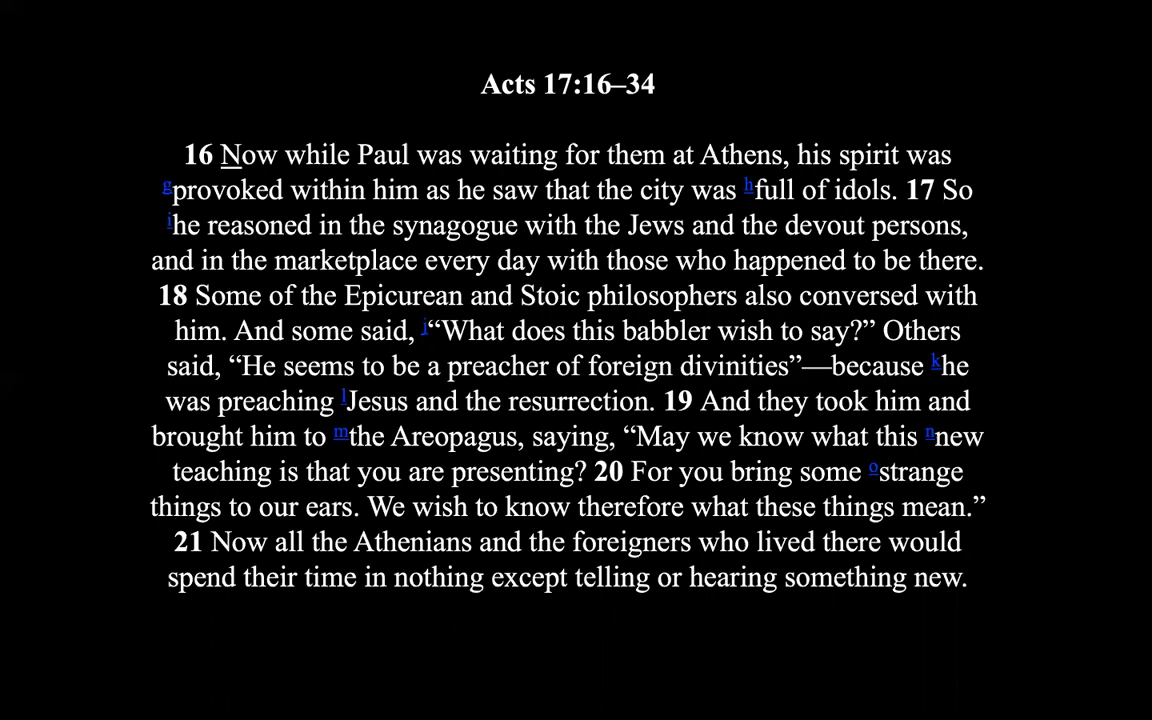 Acts 17:16–34
16 Now while Paul was waiting for them at Athens, his spirit was
gprovoked within him as he saw that the city was hfull of idols. 17 So
ihe reasoned in the synagogue with the Jews and the devout persons,
and in the marketplace every day with those who happened to be there.
18 Some of the Epicurean and Stoic philosophers also conversed with
him. And some said, j“What does this babbler wish to say?” Others
said, “He seems to be a preacher of foreign divinities”—because khe
was preaching lJesus and the resurrection. 19 And they took him and
brought him to mthe Areopagus, saying, “May we know what this nnew
teaching is that you are presenting? 20 For you bring some ostrange
things to our ears. We wish to know therefore what these things mean.”
21 Now all the Athenians and the foreigners who lived there would
spend their time in nothing except telling or hearing something new.